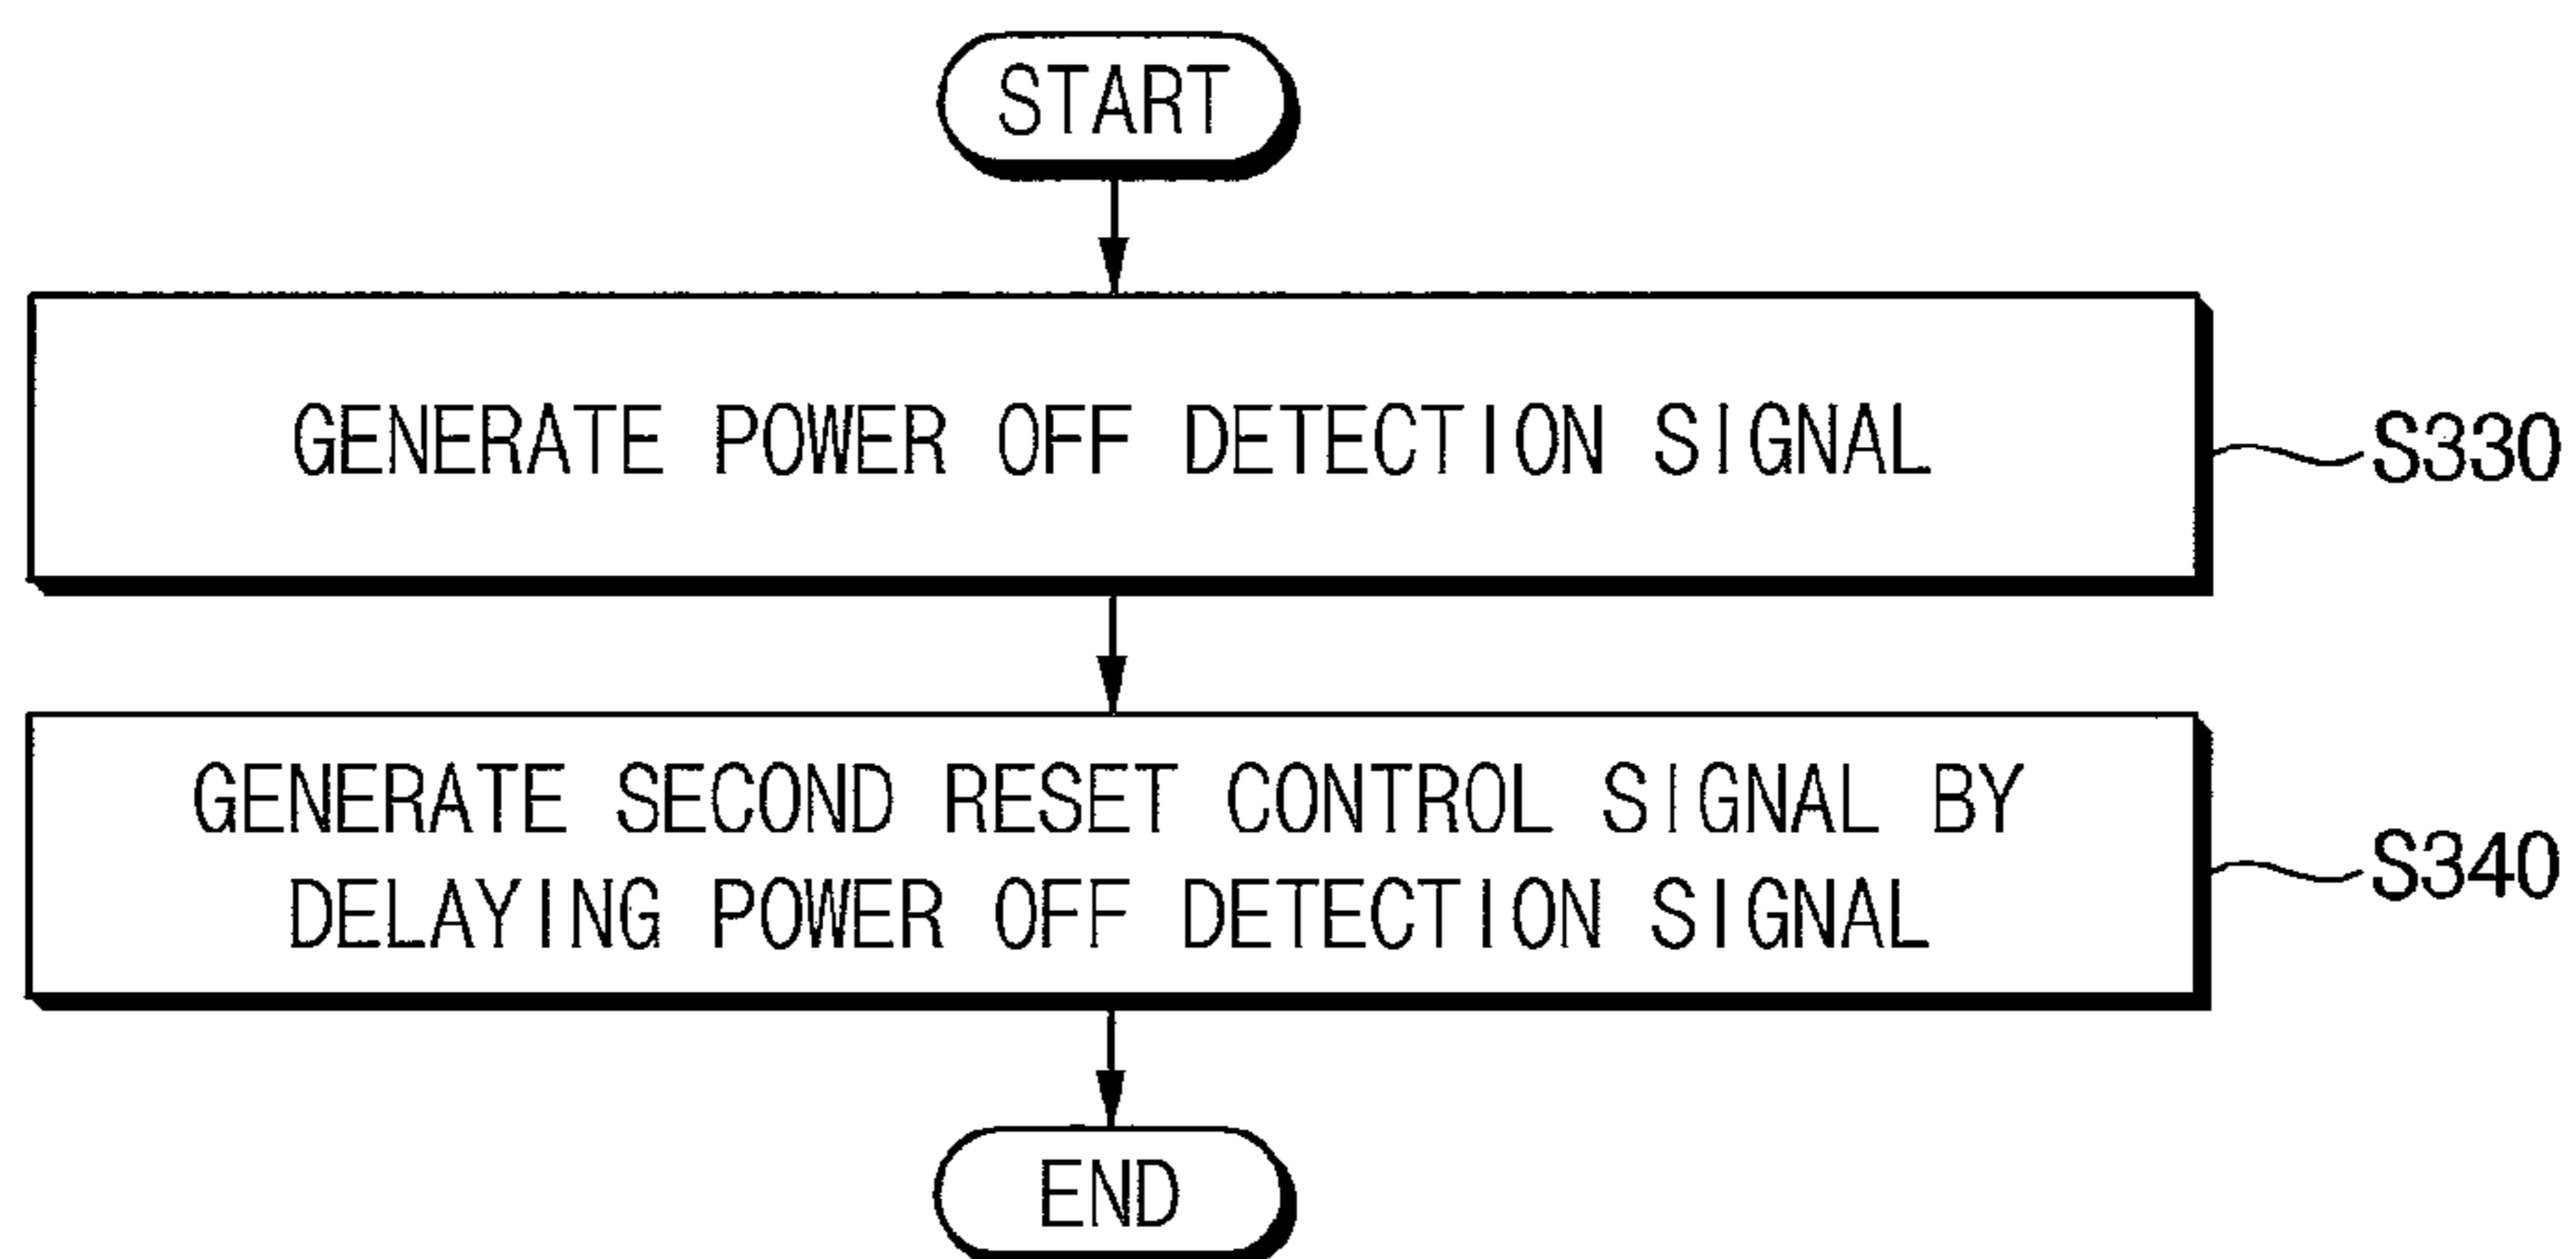 START
GENERATE POWER OFF DETECTION SIGNAL
S330
GENERATE SECOND RESET CONTROL SIGNAL BY
DELAYING POWER OFF DETECTION SIGNAL
S340
END